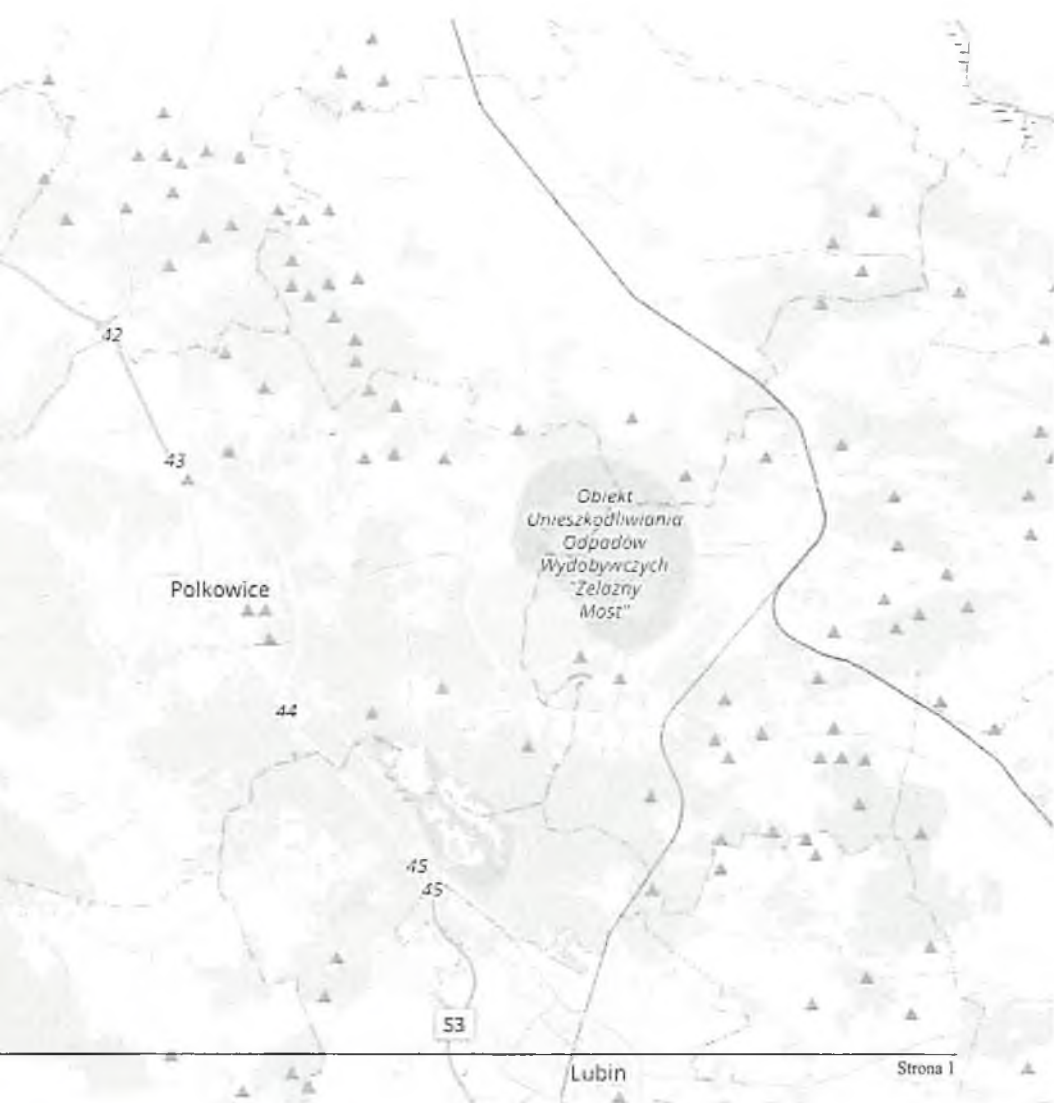 42
43
Obiekt
Unieszkodliwiania
Odpadów
Wydobywczych
"Żelazny
Most"
Polkowice
44
45
45
S3
Lubin
Strona 1